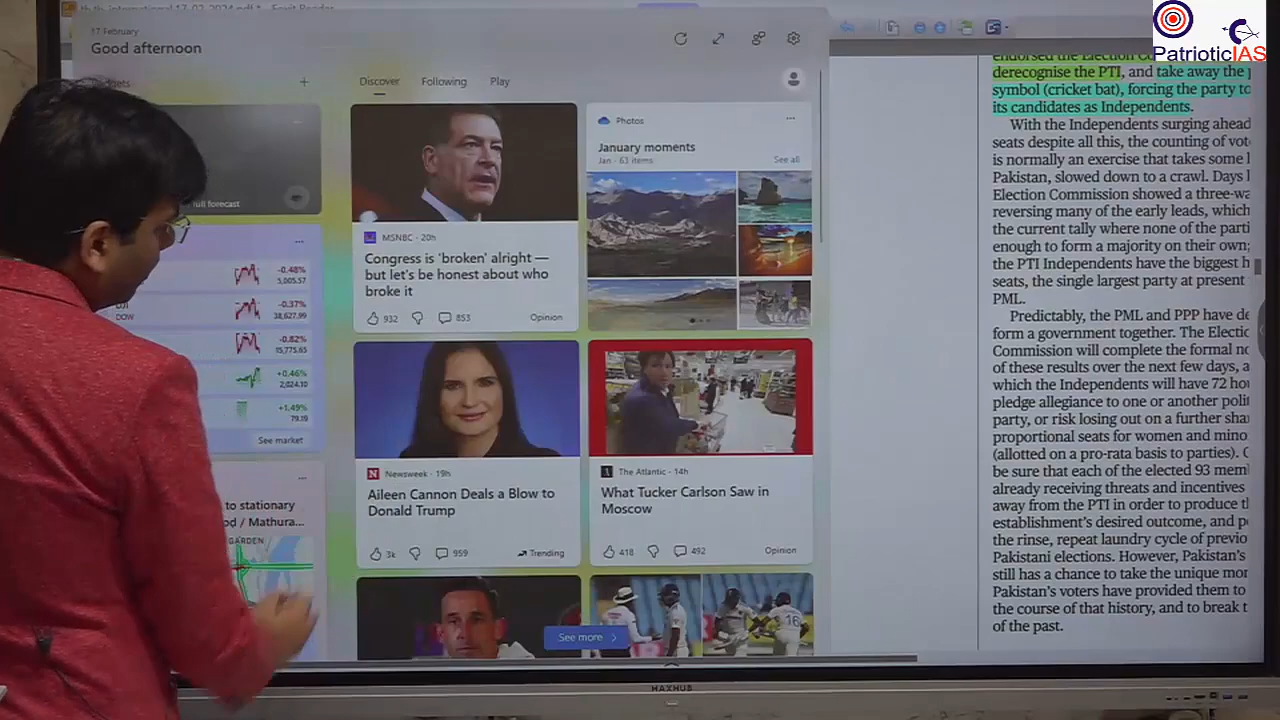 17 February
Good afternoon
Discover
Following
Play
full forecast
-0.48%
5,005.57
DOW
-0.37%
38,627.99
-0.82%
15,775.65
+0.46%
2,024.10
+1.49%
79.19
See market
to stationary
/ Mathura...
GARDEN
MSNBC · 20h
Congress is 'broken' alright —
but let's be honest about who
broke it
932
853
Opinion
Photos
January moments
Jan · 63 items
See all
Newsweek · 19h
Aileen Cannon Deals a Blow to
Donald Trump
3k
959
Trending
The Atlantic · 14h
What Tucker Carlson Saw in
Moscow
418
492
Opinion
16
See more
PatrioticIAS
derecognise the PTI, and take away the
symbol (cricket bat), forcing the party to
its candidates as Independents.
With the Independents surging ahead
seats despite all this, the counting of
is normally an exercise that takes some
Pakistan, slowed down to a crawl. Days
Election Commission showed a
reversing many of the early leads, which
the current tally where none of the
enough to form a majority on their own;
the PTI Independents have the biggest
seats, the single largest party at present
PML.
Predictably, the PML and PPP have
form a government together. The
Commission will complete the formal
of these results over the next few days,
which the Independents will have 72
pledge allegiance to one or another
party, or risk losing out on a further
proportional seats for women and
(allotted on a pro-rata basis to parties).
be sure that each of the elected 93
already receiving threats and incentives
away from the PTI in order to produce
establishment's desired outcome, and
the rinse, repeat laundry cycle of
Pakistani elections. However, Pakistan's
still has a chance to take the unique
Pakistan's voters have provided them to
the course of that history, and to break
of the past.
MAXHUB